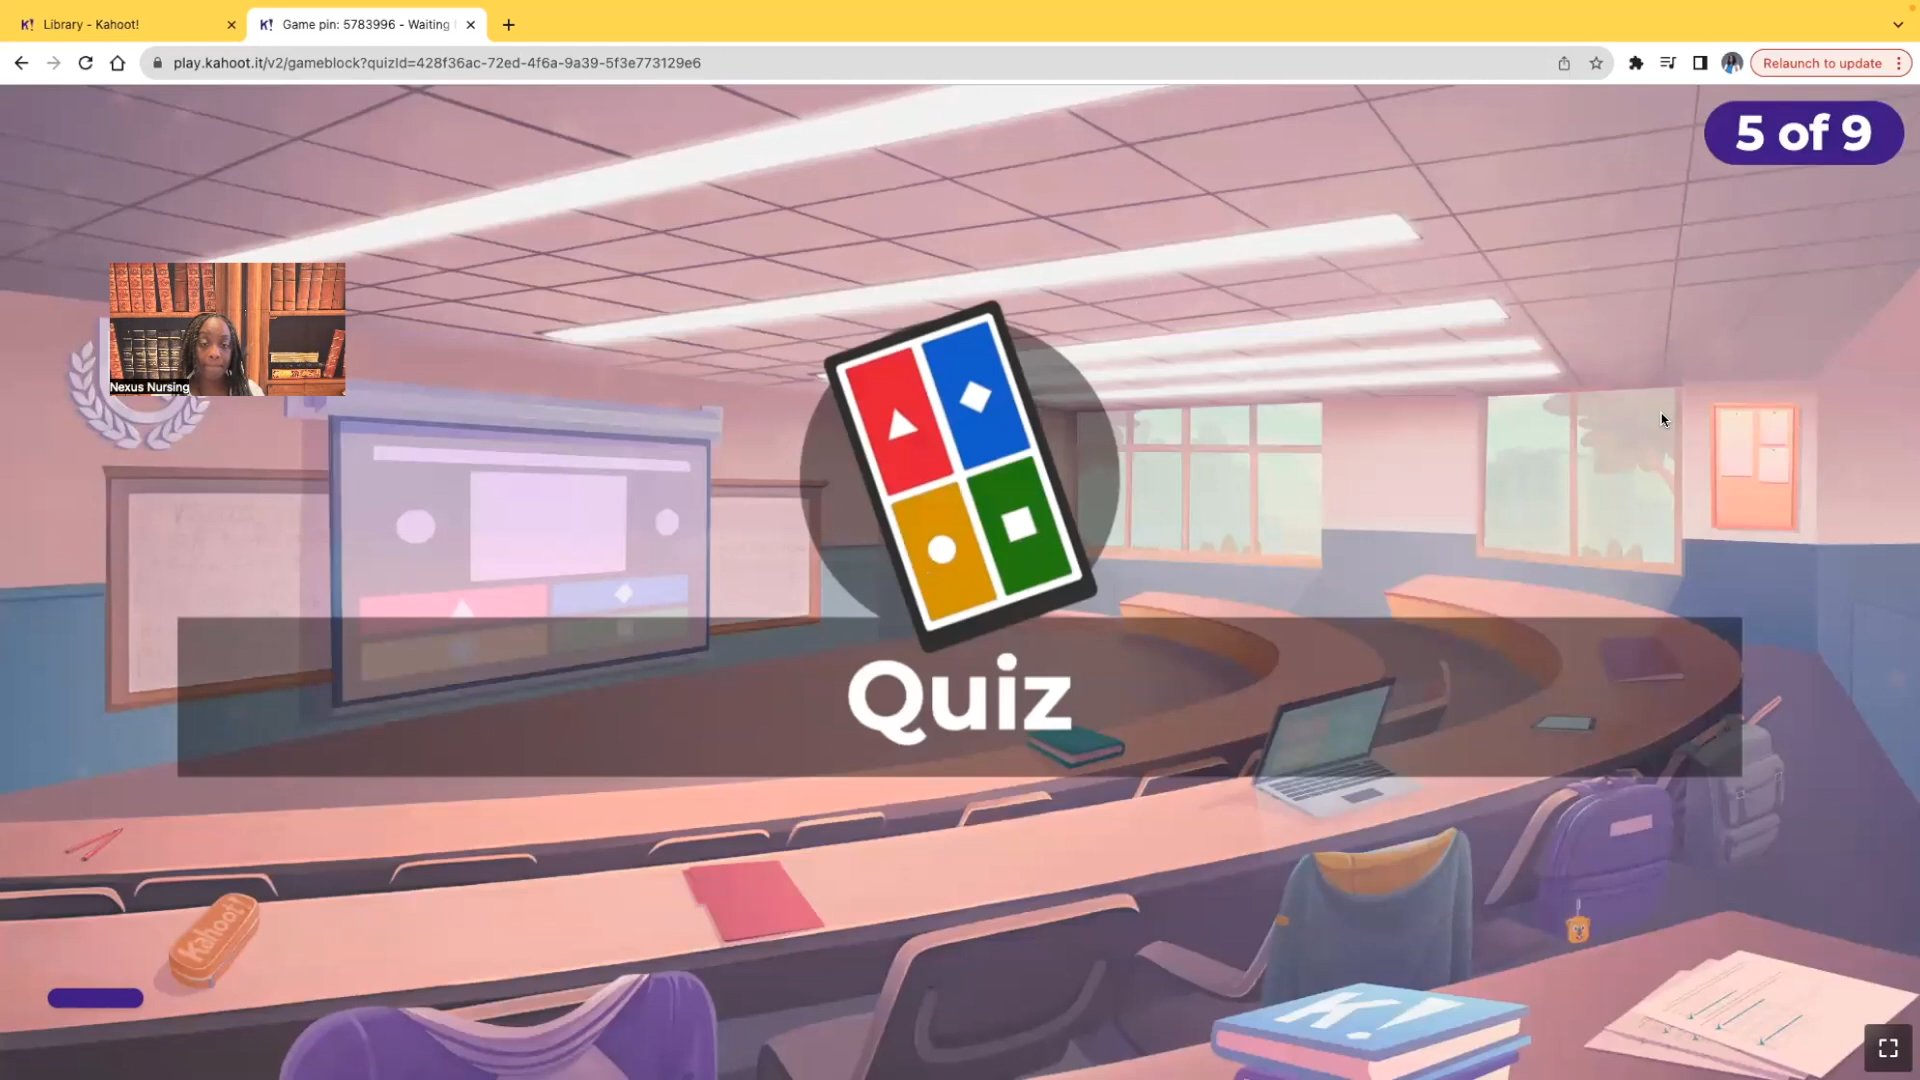 K! Library - Kahoot!
K! Game pin: 5783996 - Waiting
play.kahoot.it/v2/gameblock?quizId=428f36ac-72ed-4f6a-9a39-5f3e773129e6
Relaunch to update
5 of 9
Nexus Nursing
Quiz
Kahoot!
K!